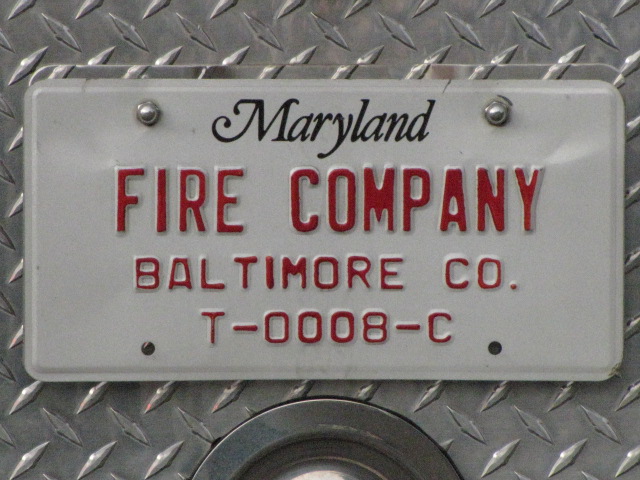 Maryland
FIRE COMPANY
BALTIMORE CO.
T-0008-C